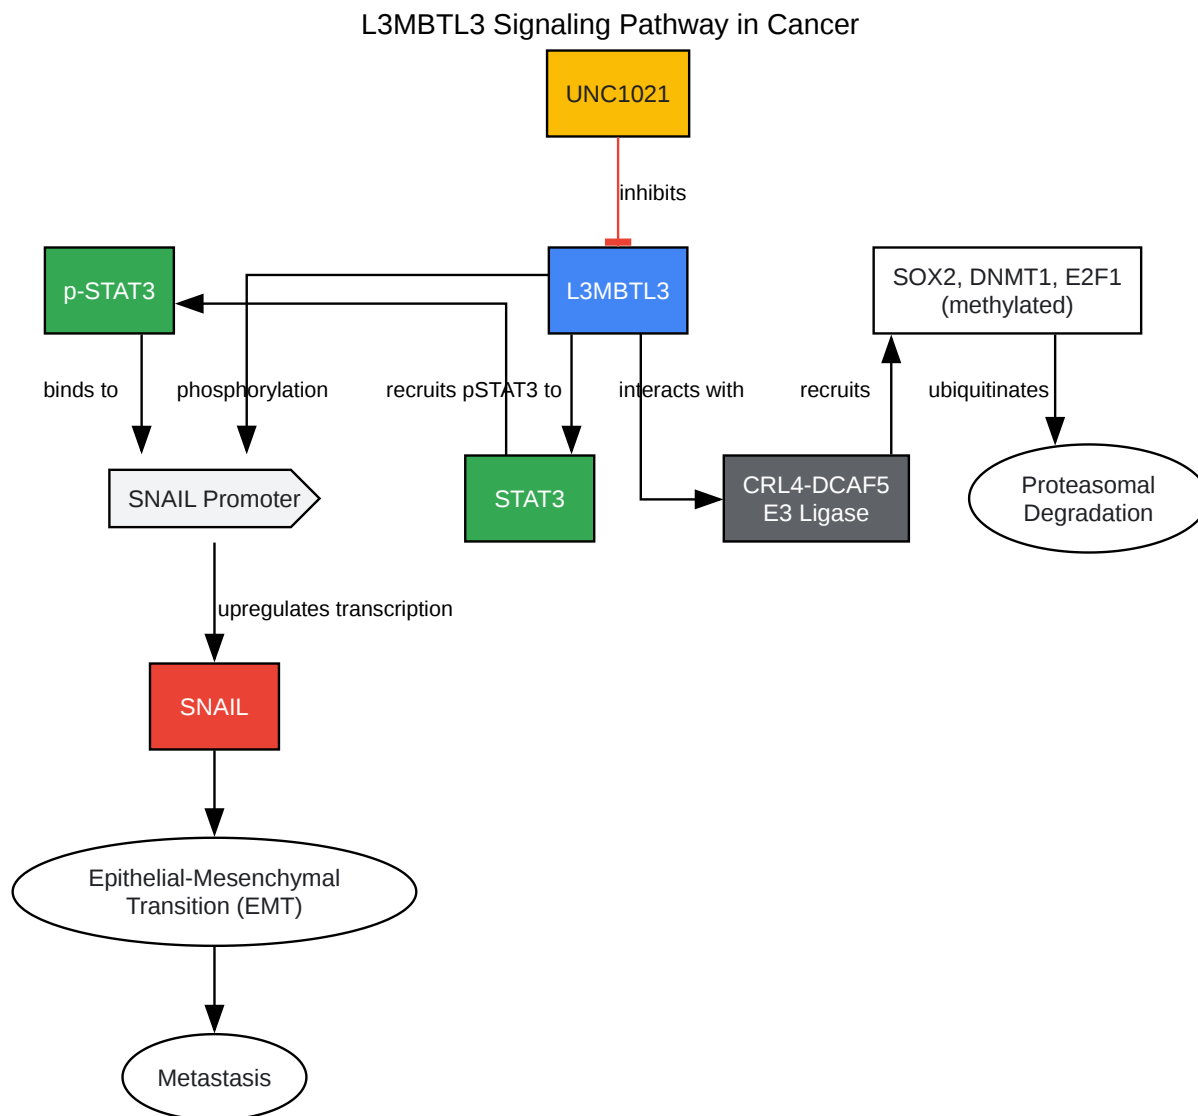 L3MBTL3 Signaling Pathway in Cancer
UNC1021
inhibits
p-STAT3
L3MBTL3
SOX2, DNMT1, E2F1
(methylated)
binds to
phosphorylation
recruits pSTAT3 to
interacts with
recruits
ubiquitinates
SNAIL Promoter
STAT3
CRL4-DCAF5
E3 Ligase
Proteasomal
Degradation
upregulates transcription
SNAIL
Epithelial-Mesenchymal
Transition (EMT)
Metastasis